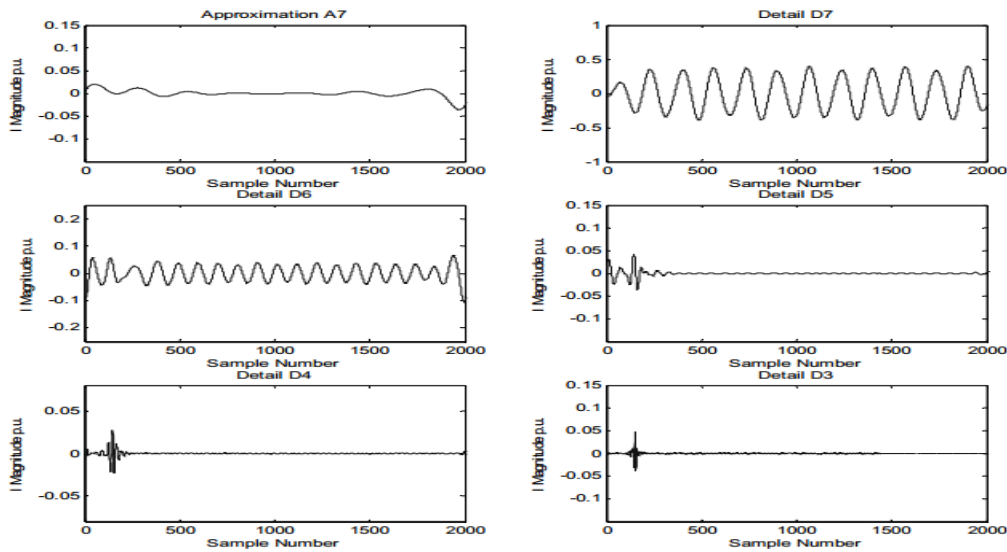 Approximation A7
0.15
0.1
0.05
0
-0.05
-0.1
I Magnitude p.u.
0 500 1000 1500 2000
Sample Number
Detail D7
1
0.5
0
-0.5
-1
I Magnitude p.u.
0 500 1000 1500 2000
Sample Number
Detail D6
0.2
0.1
0
-0.1
-0.2
I Magnitude p.u.
0 500 1000 1500 2000
Sample Number
Detail D5
0.15
0.1
0.05
0
-0.05
-0.1
I Magnitude p.u.
0 500 1000 1500 2000
Sample Number
Detail D4
0.05
0
-0.05
I Magnitude p.u.
0 500 1000 1500 2000
Sample Number
Detail D3
0.15
0.1
0.05
0
-0.05
-0.1
I Magnitude p.u.
0 500 1000 1500 2000
Sample Number